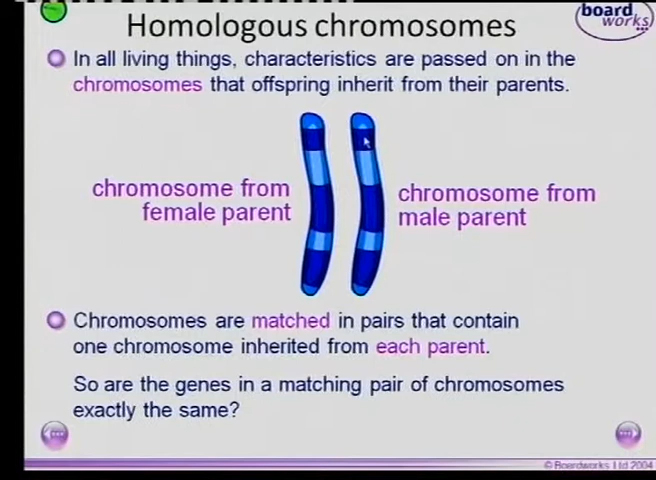 Homologous chromosomes
board
works
In all living things, characteristics are passed on in the
chromosomes that offspring inherit from their parents.
chromosome from
female parent
chromosome from
male parent
Chromosomes are matched in pairs that contain
one chromosome inherited from each parent.
So are the genes in a matching pair of chromosomes
exactly the same?
© Boardworks Ltd 2004